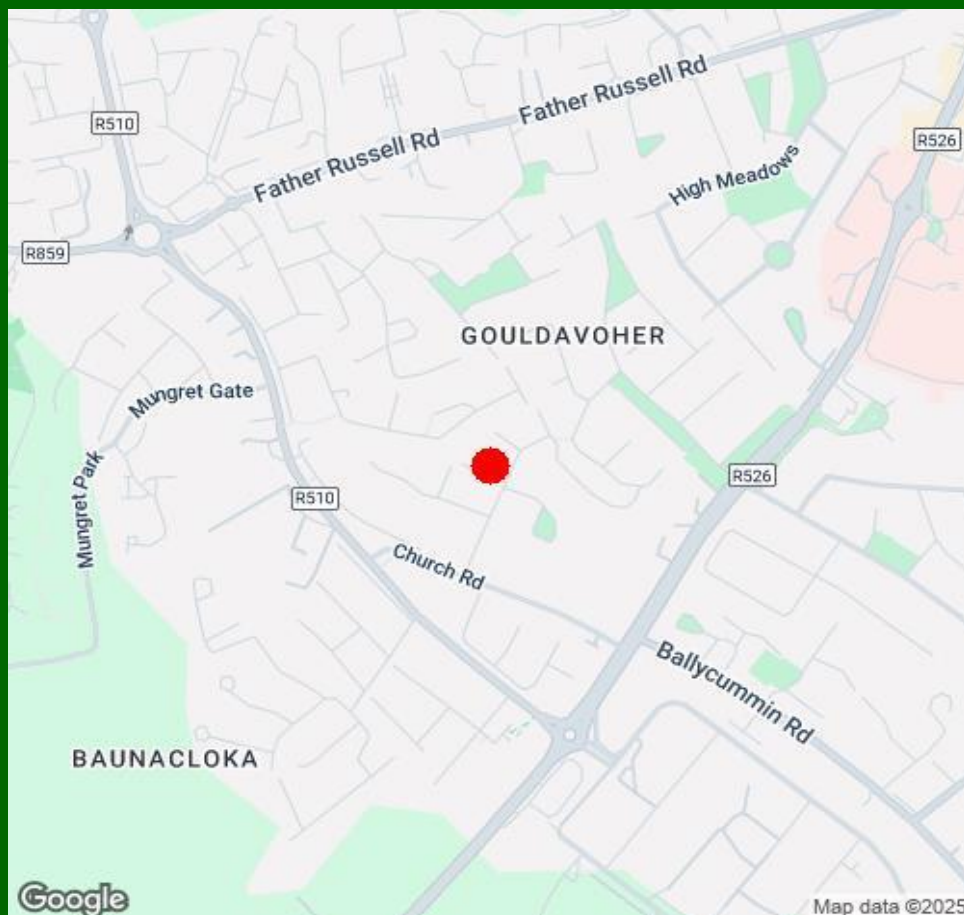 Father Russell Rd
R510
R526
Father Russell Rd
High Meadows
R859
GOULDAVOHER
Mungret Gate
R526
R510
Mungret Park
Church Rd
Ballycummin Rd
BAUNACLOKA
Google
Map data ©2025